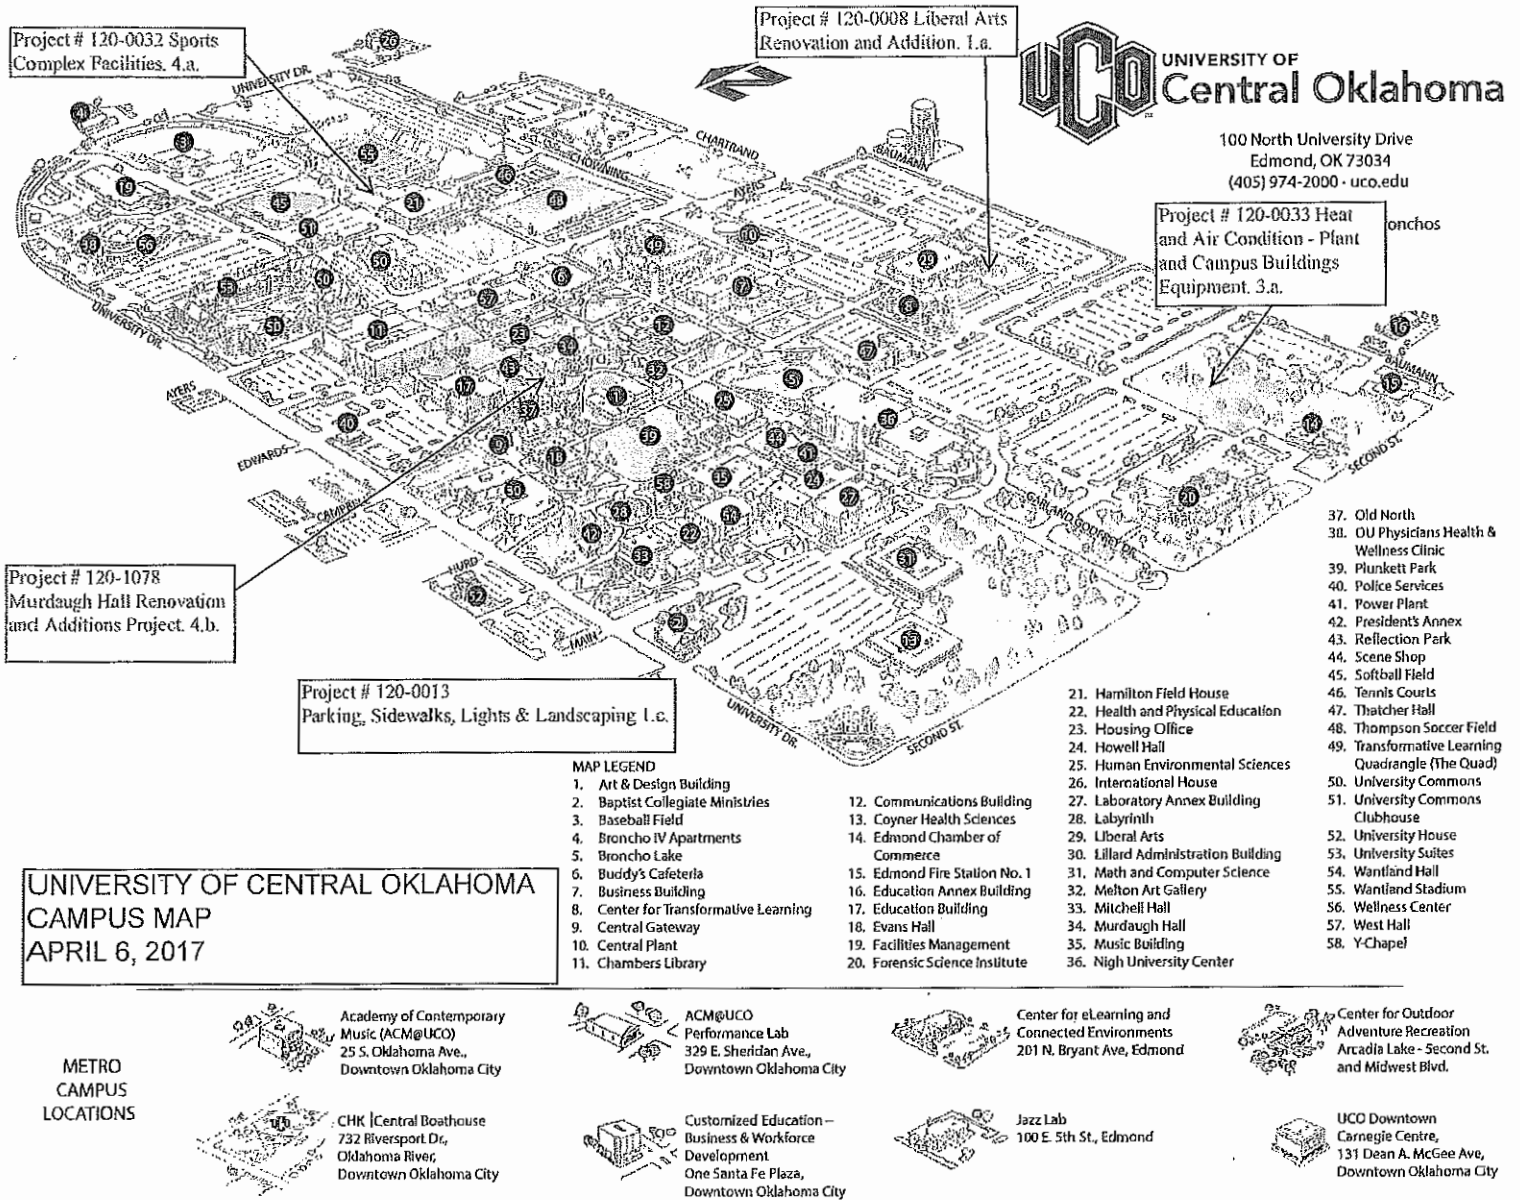 Project # 120-0032 Sports
Complex Facilities. 4.a.
Project # 120-0008 Liberal Arts
Renovation and Addition. 1.a.
UCO
UNIVERSITY OF
Central Oklahoma
100 North University Drive
Edmond, OK 73034
(405) 974-2000 · uco.edu
onchos
Project # 120-0033 Heat
and Air Condition - Plant
and Campus Buildings
Equipment. 3.a.
UNIVERSITY DR.
CHOWNING
CHARTRAND
AYERS
BAUMANN
UNIVERSITY DR.
AYERS
EDWARDS
HURD
MAIN
UNIVERSITY DR.
SECOND ST.
GARLAND GODFREY DR.
SECOND ST.
BAUMANN
Project # 120-1078
Murdaugh Hall Renovation
and Additions Project. 4.b.
Project # 120-0013
Parking, Sidewalks, Lights & Landscaping 1.c.
UNIVERSITY OF CENTRAL OKLAHOMA
CAMPUS MAP
APRIL 6, 2017
MAP LEGEND
1. Art & Design Building
2. Baptist Collegiate Ministries
3. Baseball Field
4. Broncho IV Apartments
5. Broncho Lake
6. Buddy's Cafeteria
7. Business Building
8. Center for Transformative Learning
9. Central Gateway
10. Central Plant
11. Chambers Library
12. Communications Building
13. Coyner Health Sciences
14. Edmond Chamber of
Commerce
15. Edmond Fire Station No. 1
16. Education Annex Building
17. Education Building
18. Evans Hall
19. Facilities Management
20. Forensic Science Institute
21. Hamilton Field House
22. Health and Physical Education
23. Housing Office
24. Howell Hall
25. Human Environmental Sciences
26. International House
27. Laboratory Annex Building
28. Labyrinth
29. Liberal Arts
30. Lillard Administration Building
31. Math and Computer Science
32. Melton Art Gallery
33. Mitchell Hall
34. Murdaugh Hall
35. Music Building
36. Nigh University Center
37. Old North
38. OU Physicians Health &
Wellness Clinic
39. Plunkett Park
40. Police Services
41. Power Plant
42. President's Annex
43. Reflection Park
44. Scene Shop
45. Softball Field
46. Tennis Courts
47. Thatcher Hall
48. Thompson Soccer Field
49. Transformative Learning
Quadrangle (The Quad)
50. University Commons
51. University Commons
Clubhouse
52. University House
53. University Suites
54. Wantland Hall
55. Wantland Stadium
56. Wellness Center
57. West Hall
58. Y-Chapel
METRO
CAMPUS
LOCATIONS
Academy of Contemporary
Music (ACM@UCO)
25 S. Oklahoma Ave.,
Downtown Oklahoma City
ACM@UCO
Performance Lab
329 E. Sheridan Ave.,
Downtown Oklahoma City
Center for eLearning and
Connected Environments
201 N. Bryant Ave, Edmond
Center for Outdoor
Adventure Recreation
Arcadia Lake - Second St.
and Midwest Blvd.
CHK |Central Boathouse
732 Riversport Dr.,
Oklahoma River,
Downtown Oklahoma City
Customized Education –
Business & Workforce
Development
One Santa Fe Plaza,
Downtown Oklahoma City
Jazz Lab
100 E. 5th St., Edmond
UCO Downtown
Carnegie Centre,
131 Dean A. McGee Ave,
Downtown Oklahoma City